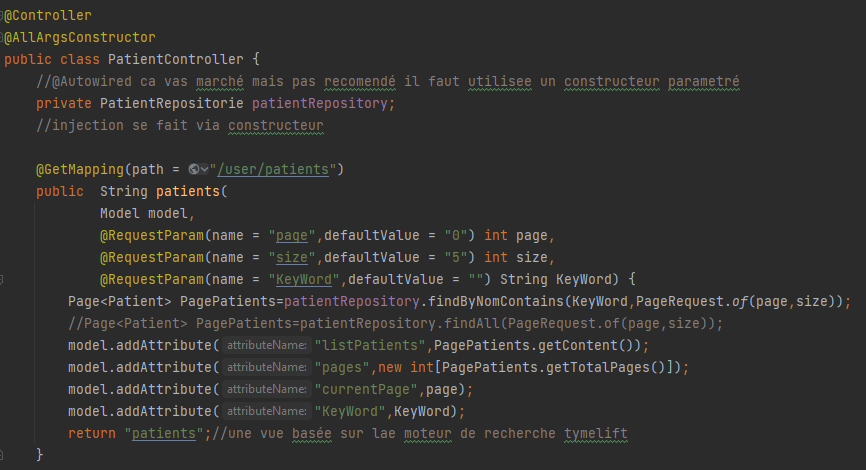 @Controller
@AllArgsConstructor
public class PatientController {
//@Autowired ca vas marché mais pas recomendé il faut utilisee un constructeur parametré
private PatientRepositorie patientRepository;
//injection se fait via constructeur
@GetMapping(path = "/user/patients")
public  String patients(
Model model,
@RequestParam(name = "page",defaultValue = "0") int page,
@RequestParam(name = "size",defaultValue = "5") int size,
@RequestParam(name = "KeyWord",defaultValue = "") String KeyWord) {
Page<Patient> PagePatients=patientRepository.findByNomContains(KeyWord,PageRequest.of(page,size));
//Page<Patient> PagePatients=patientRepository.findAll(PageRequest.of(page,size));
model.addAttribute( attributeName: "listPatients",PagePatients.getContent());
model.addAttribute( attributeName: "pages",new int[PagePatients.getTotalPages()]);
model.addAttribute( attributeName: "currentPage",page);
model.addAttribute( attributeName: "KeyWord",KeyWord);
return "patients";//une vue basée sur lae moteur de recherche tymelift
}